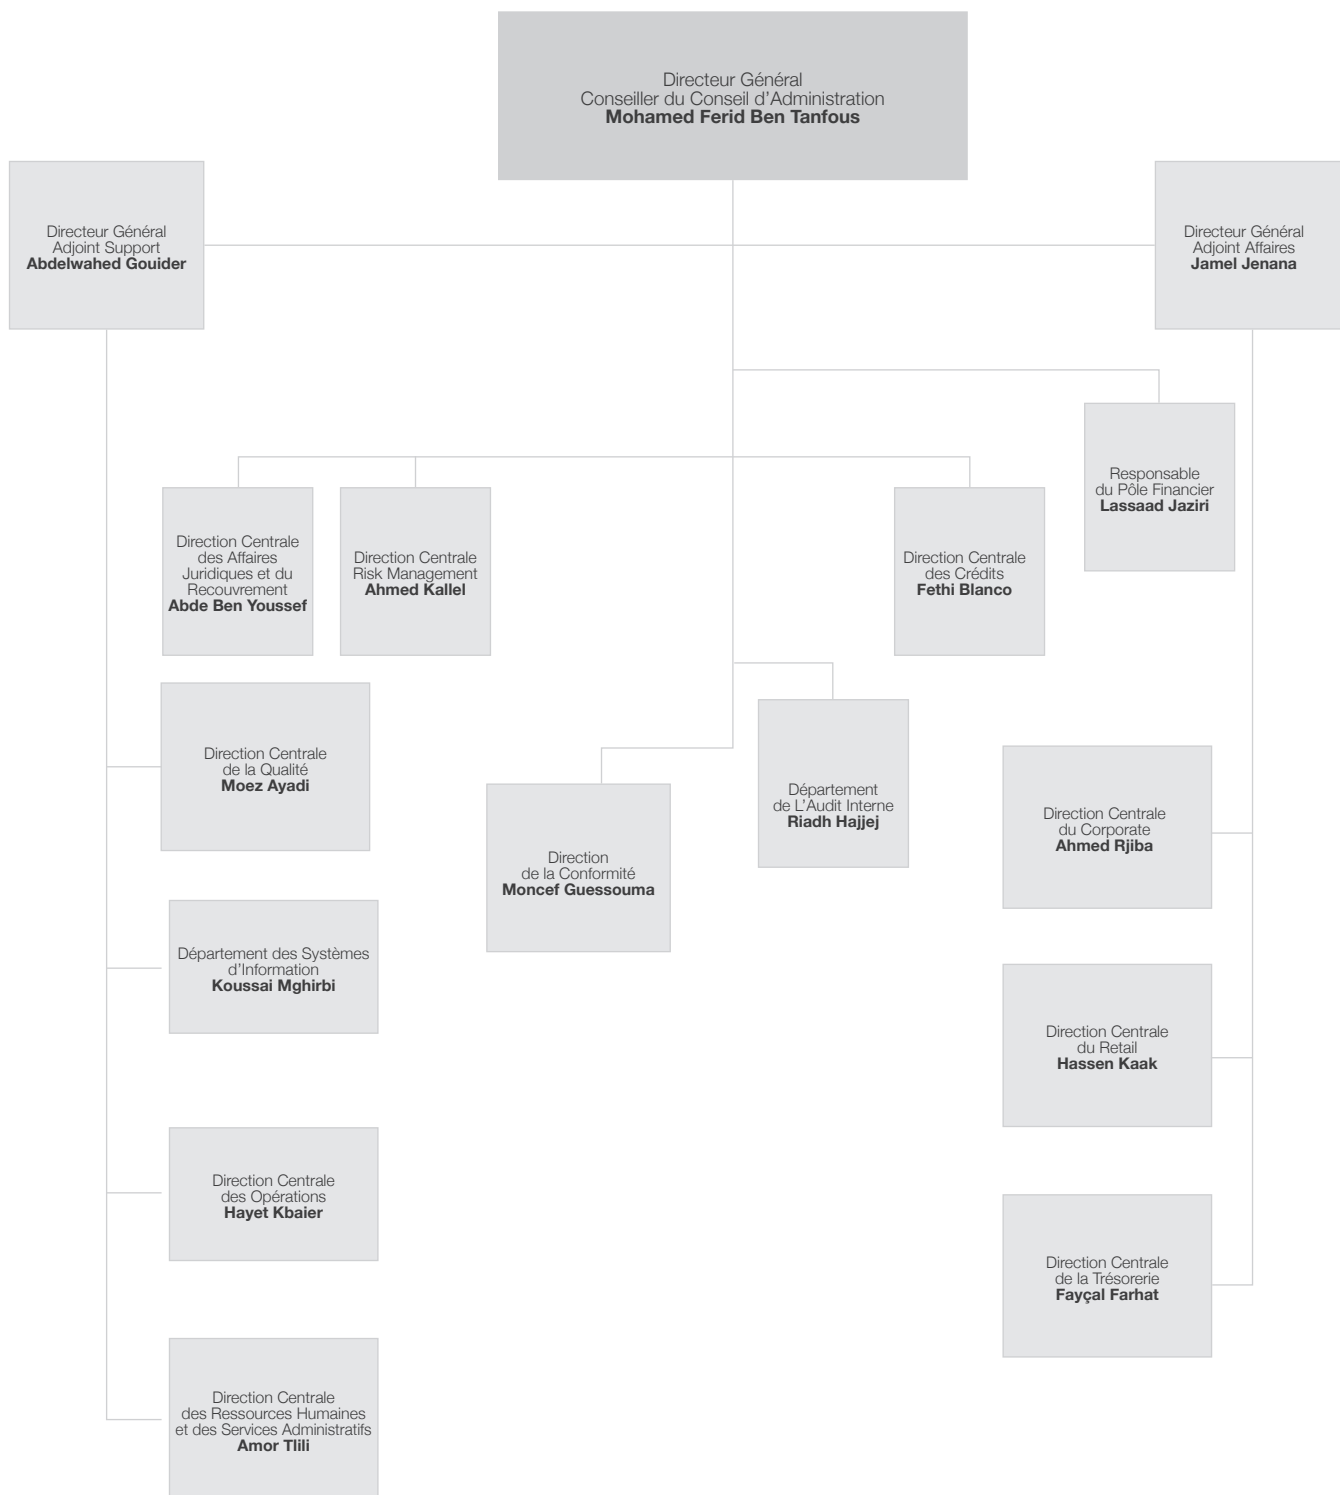 Directeur Général
Conseiller du Conseil d'Administration
Mohamed Ferid Ben Tanfous
Directeur Général
Adjoint Support
Abdelwahed Gouider
Directeur Général
Adjoint Affaires
Jamel Jenana
Responsable
du Pôle Financier
Lassaad Jaziri
Direction Centrale
des Affaires
Juridiques et du
Recouvrement
Abde Ben Youssef
Direction Centrale
Risk Management
Ahmed Kallel
Direction Centrale
des Crédits
Fethi Blanco
Direction Centrale
de la Qualité
Moez Ayadi
Département
de L'Audit Interne
Riadh Hajjej
Direction
de la Conformité
Moncef Guessouma
Direction Centrale
du Corporate
Ahmed Rjiba
Département des Systèmes
d'Information
Koussai Mghirbi
Direction Centrale
du Retail
Hassen Kaak
Direction Centrale
des Opérations
Hayet Kbaier
Direction Centrale
de la Trésorerie
Fayçal Farhat
Direction Centrale
des Ressources Humaines
et des Services Administratifs
Amor Tlili